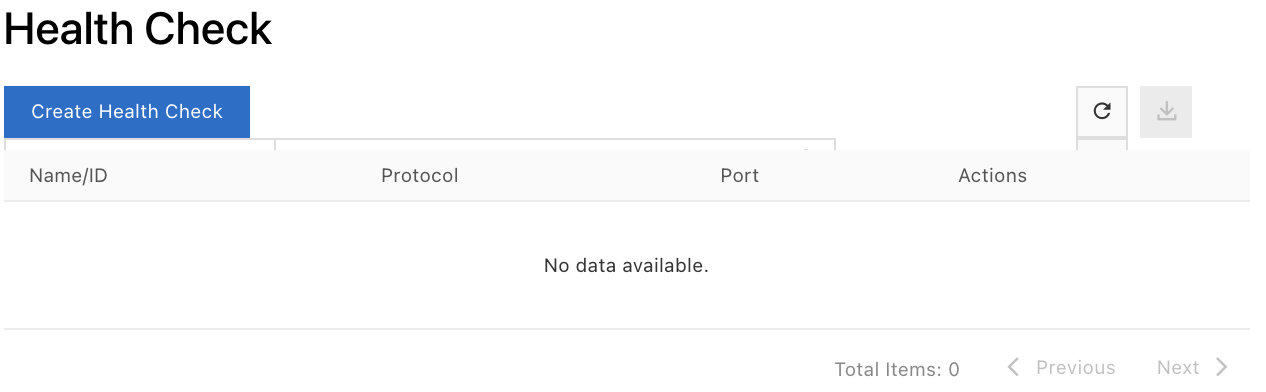 Health Check
Create Health Check
Name/ID Protocol Port Actions
No data available.
Total Items: 0 Previous Next